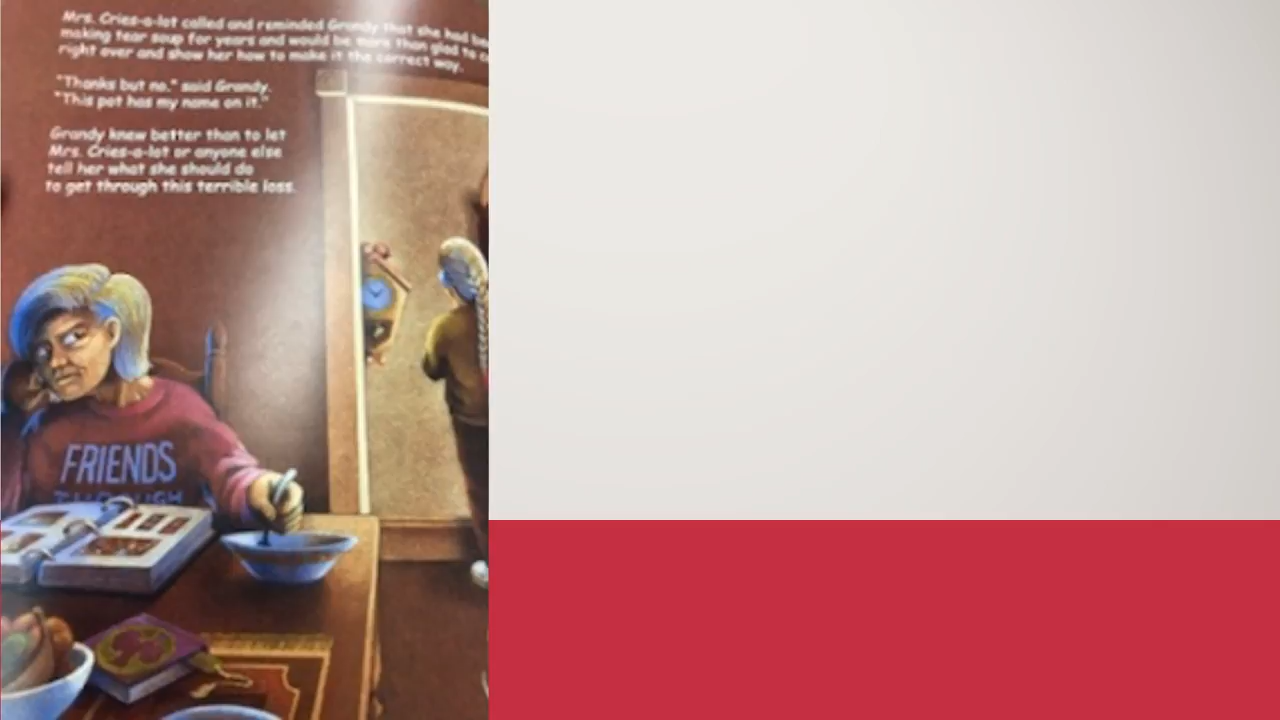 Mrs. Cries-a-lot called and reminded Grandy that she had
making tear soup for years and would be more than glad to
right over and show her how to make it the correct way.
"Thanks but no." said Grandy.
"This pot has my name on it."
Grandy knew better than to let
Mrs. Cries-a-lot or anyone else
tell her what she should do
to get through this terrible loss.
FRIENDS
THROUGH